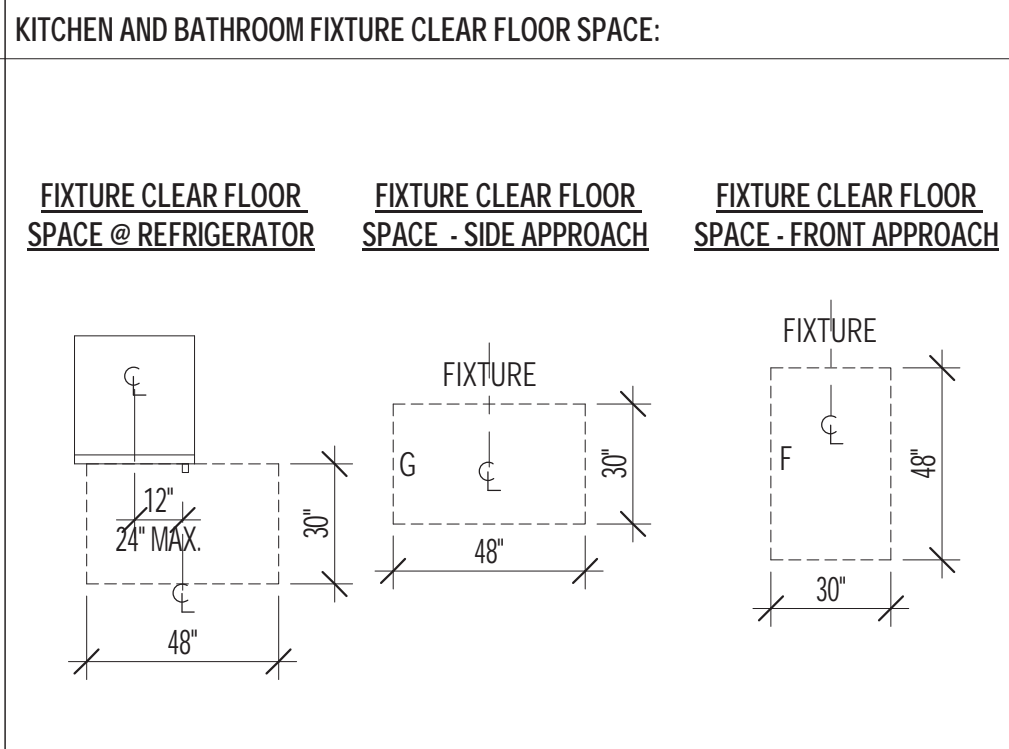 KITCHEN AND BATHROOM FIXTURE CLEAR FLOOR SPACE:
FIXTURE CLEAR FLOOR
SPACE @ REFRIGERATOR
℄
12"
24" MAX.
30"
℄
48"
FIXTURE CLEAR FLOOR
SPACE - SIDE APPROACH
FIXTURE
G
℄
30"
48"
FIXTURE CLEAR FLOOR
SPACE - FRONT APPROACH
FIXTURE
℄
F
48"
30"